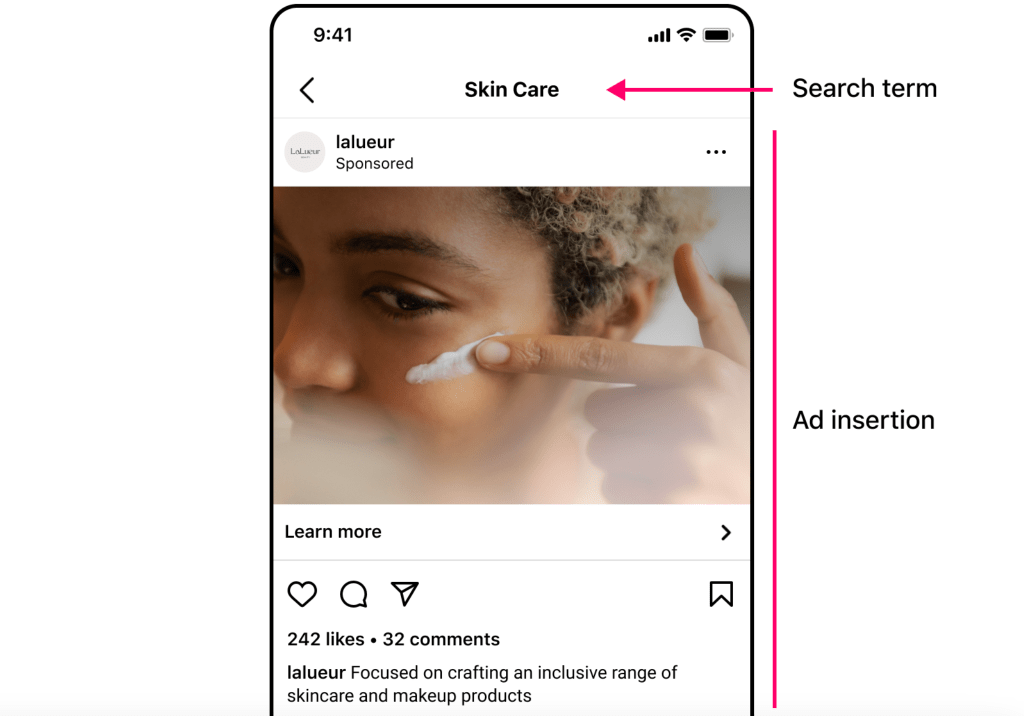 9:41
Skin Care
Search term
LaLueur
lalueur
Sponsored
Ad insertion
Learn more
242 likes • 32 comments
lalueur Focused on crafting an inclusive range of
skincare and makeup products